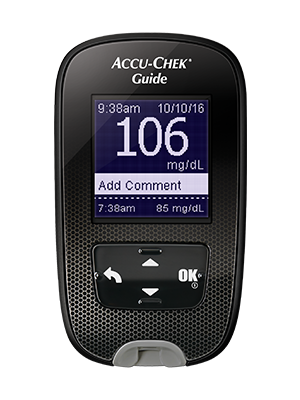 ACCU-CHEK®
Guide
9:38am 10/10/16
106
mg/dL
Add Comment
7:38am 85 mg/dL
OK